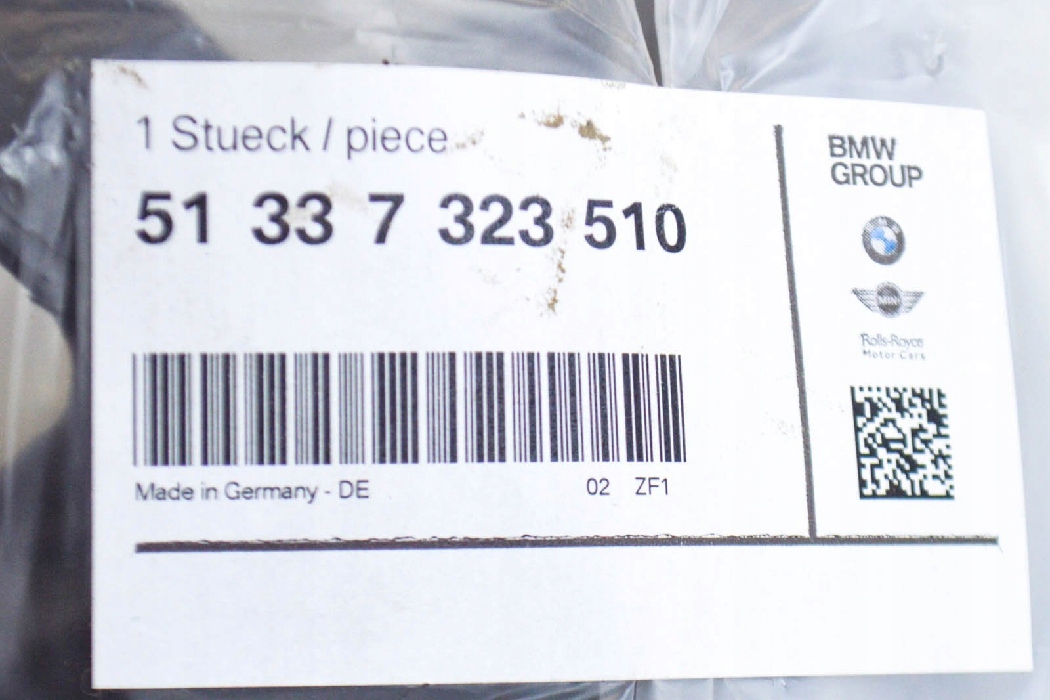 1 Stueck / piece
51 33 7 323 510
Made in Germany - DE
02 ZF1
BMW
GROUP
MINI
Rolls-Royce
Motor Cars